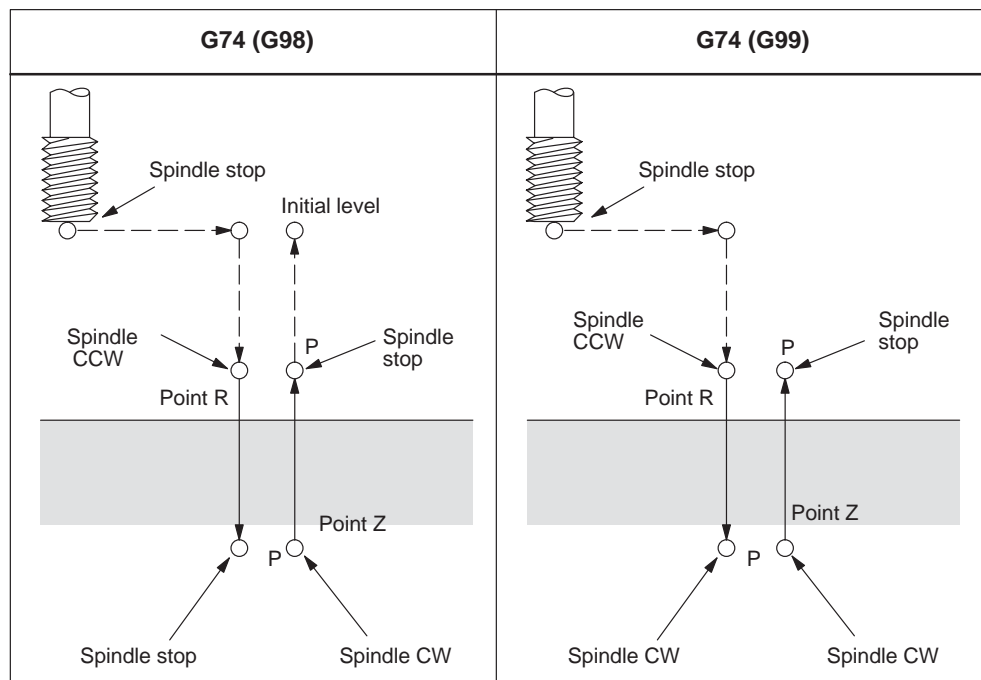 G74 (G98)
Spindle stop
Initial level
Spindle
CCW
P
Spindle
stop
Point R
Point Z
P
Spindle stop
Spindle CW
G74 (G99)
Spindle stop
Spindle
CCW
P
Spindle
stop
Point R
Point Z
P
Spindle CW
Spindle CW